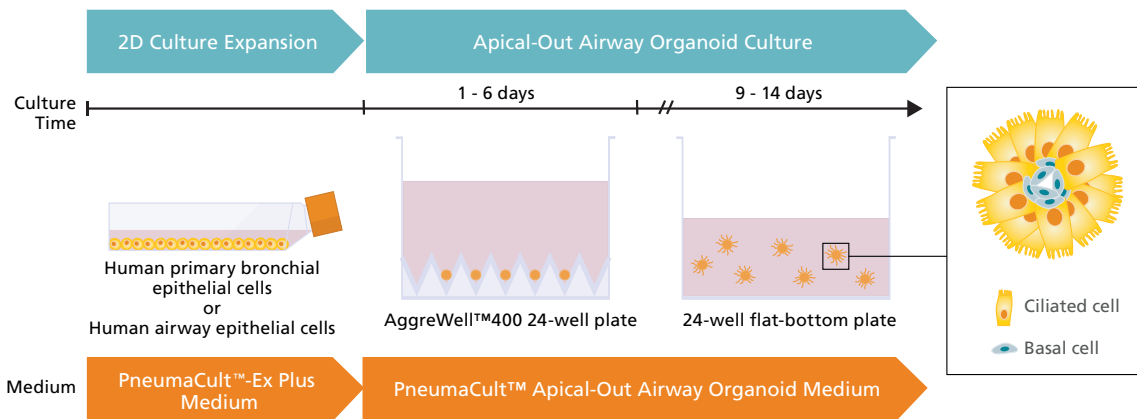 2D Culture Expansion
Apical-Out Airway Organoid Culture
Culture
Time
1 - 6 days
9 - 14 days
Human primary bronchial
epithelial cells
or
Human airway epithelial cells
AggreWell™400 24-well plate
24-well flat-bottom plate
Ciliated cell
Basal cell
Medium
PneumaCult™-Ex Plus
Medium
PneumaCult™ Apical-Out Airway Organoid Medium